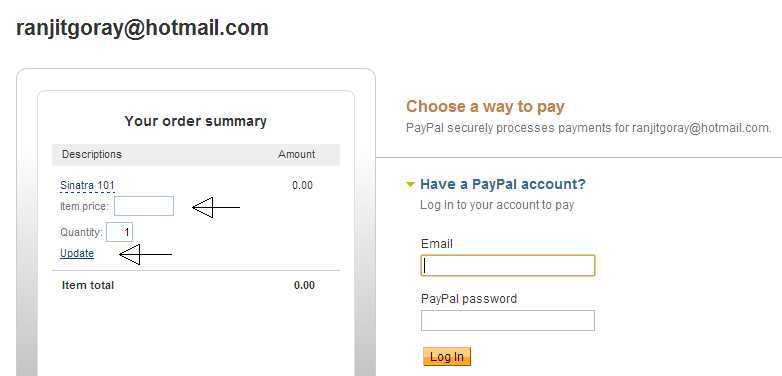 ranjitgoray@hotmail.com
Your order summary
Descriptions Amount
Sinatra 101 0.00
Item price:
Quantity: 1
Update
Item total 0.00
Choose a way to pay
PayPal securely processes payments for ranjitgoray@hotmail.com.
Have a PayPal account?
Log in to your account to pay
Email
PayPal password
Log In